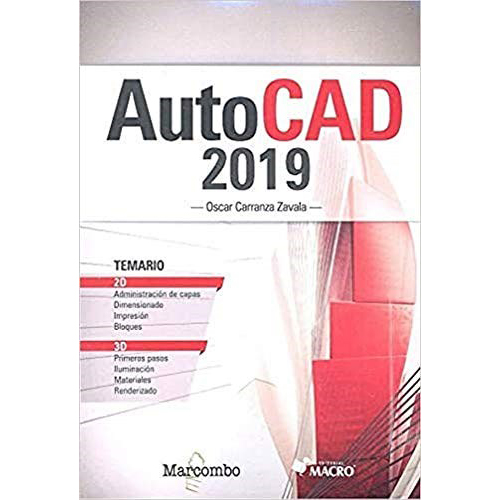 AutoCAD
2019
Oscar Carranza Zavala
TEMARIO
2D
Administración de capas
Dimensionado
Impresión
Bloques
3D
Primeros pasos
Iluminación
Materiales
Renderizado
Marcombo
EDITORIAL
MACRO